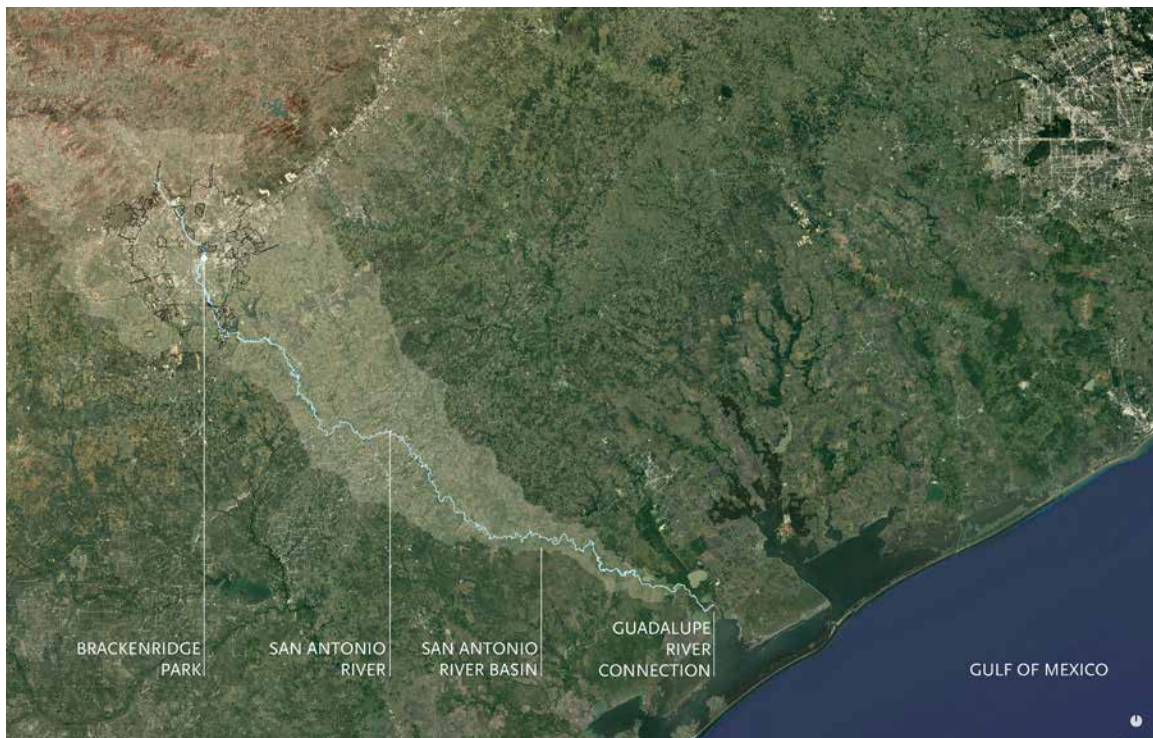 BRACKENRIDGE
PARK
SAN ANTONIO
RIVER
SAN ANTONIO
RIVER BASIN
GUADALUPE
RIVER
CONNECTION
GULF OF MEXICO